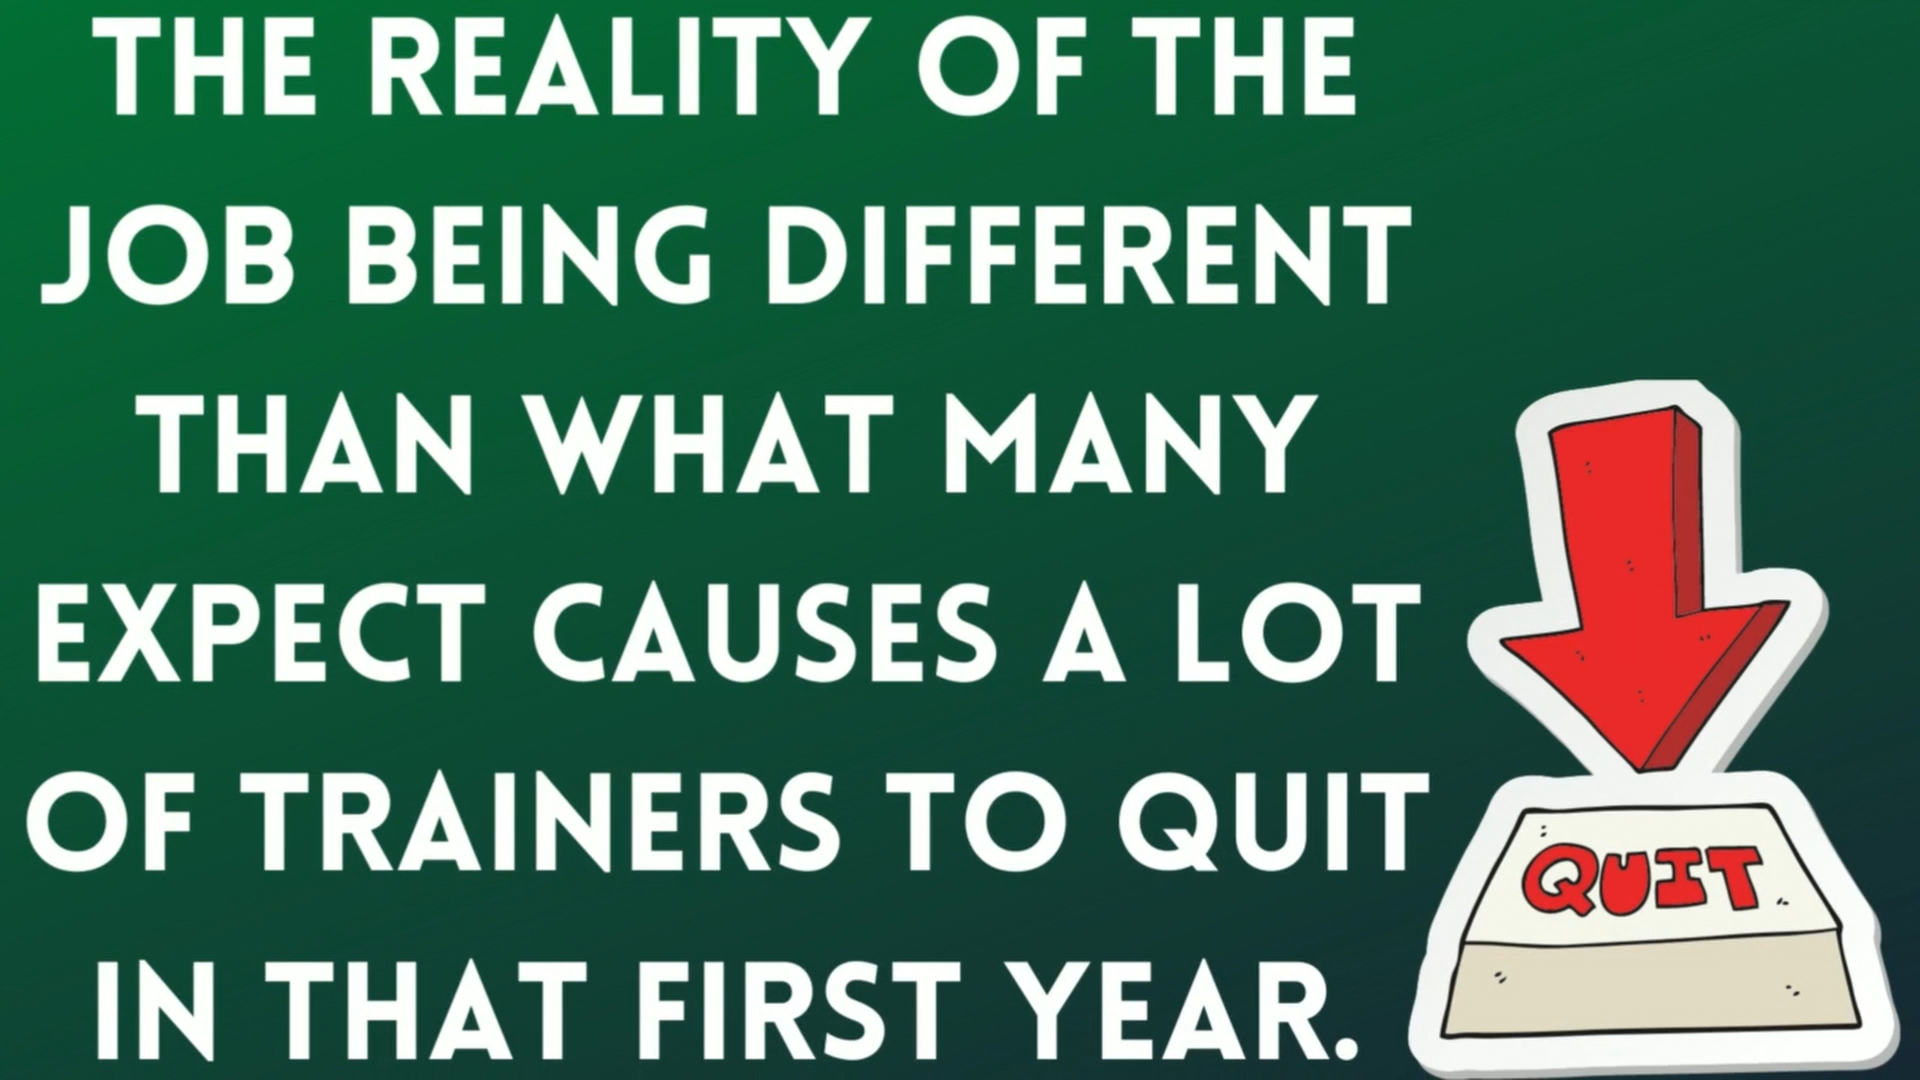 THE REALITY OF THE
JOB BEING DIFFERENT
THAN WHAT MANY
EXPECT CAUSES A LOT
OF TRAINERS TO QUIT
IN THAT FIRST YEAR.
QUIT